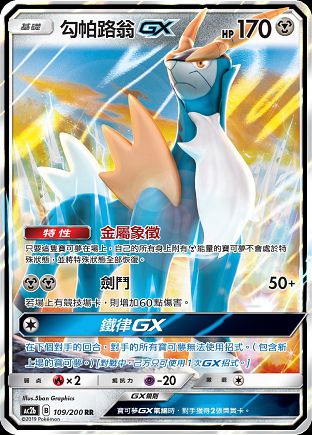 基礎 勾帕路翁GX HP170
特性 金屬象徵
只要這隻寶可夢在場上，自己的所有身上附有能量的寶可夢不會處於特
殊狀態，並將特殊狀態全部恢復。
劍鬥 50+
若場上有競技場卡，則增加60點傷害。
鐵律GX
在下個對手的回合，對手的所有寶可夢無法使用招式。（包含新
上場的寶可夢。）[對戰中，己方只可使用1次GX招式。]
弱點 ×2 抵抗力 -20 撤退
Illus.5ban Graphics
GX規則
寶可夢GX氣絕時，對手獲得2張獎賞卡。
AC2b B 109/200 RR
©2019 Pokémon